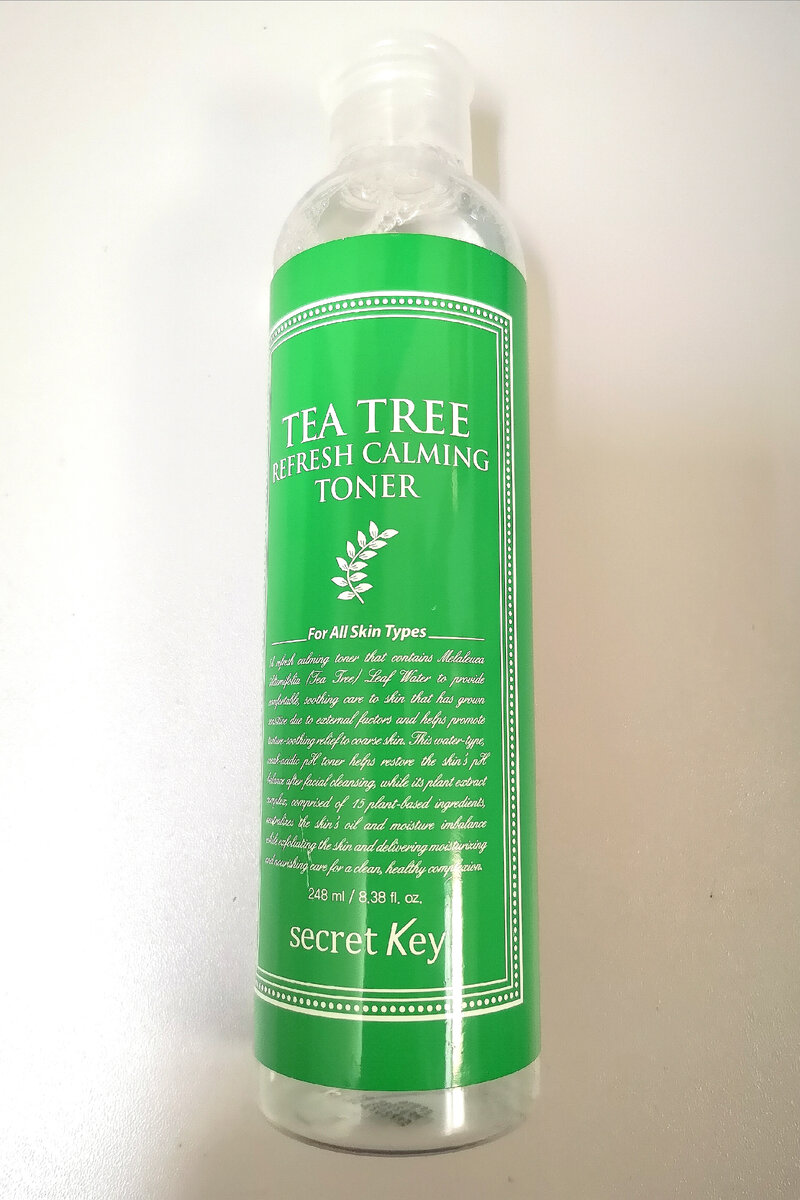 TEA TREE
REFRESH CALMING
TONER
For All Skin Types
A refresh calming toner that contains Melaleuca
Alternifolia (Tea Tree) Leaf Water to provide
comfortable, soothing care to skin that has grown
sensitive due to external factors and helps promote
texture-soothing relief to coarse skin. This water-type,
weak-acidic pH toner helps restore the skin's pH
balance after facial cleansing, while its plant extract
complex, comprised of 15 plant-based ingredients,
neutralizes the skin's oil and moisture imbalance
while exfoliating the skin and delivering moisturizing
and nourishing care for a clean, healthy complexion.
248 ml / 8.38 fl. oz.
secret Key